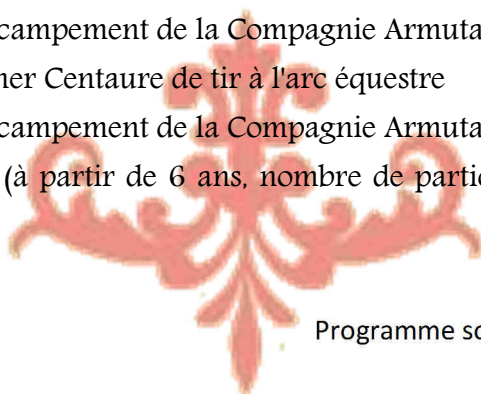 campement de la Compagnie Armuta
ner Centaure de tir à l'arc équestre
campement de la Compagnie Armuta
(à partir de 6 ans, nombre de partic
Programme so